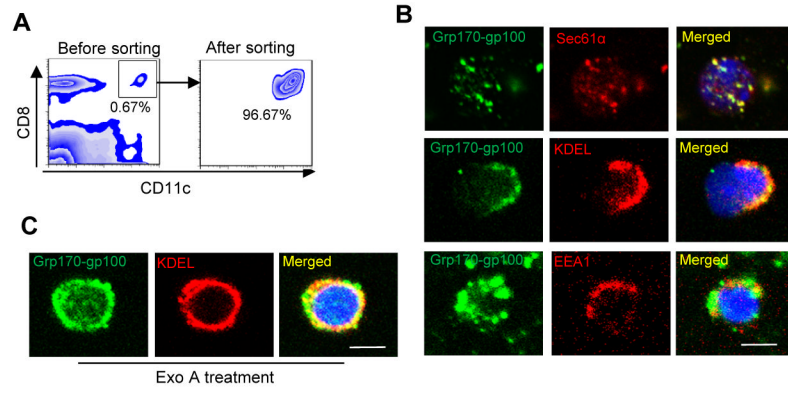 A
Before sorting
After sorting
0.67%
96.67%
CD8
CD11c
B
Grp170-gp100
Sec61α
Merged
Grp170-gp100
KDEL
Merged
Grp170-gp100
EEA1
Merged
C
Grp170-gp100
KDEL
Merged
Exo A treatment